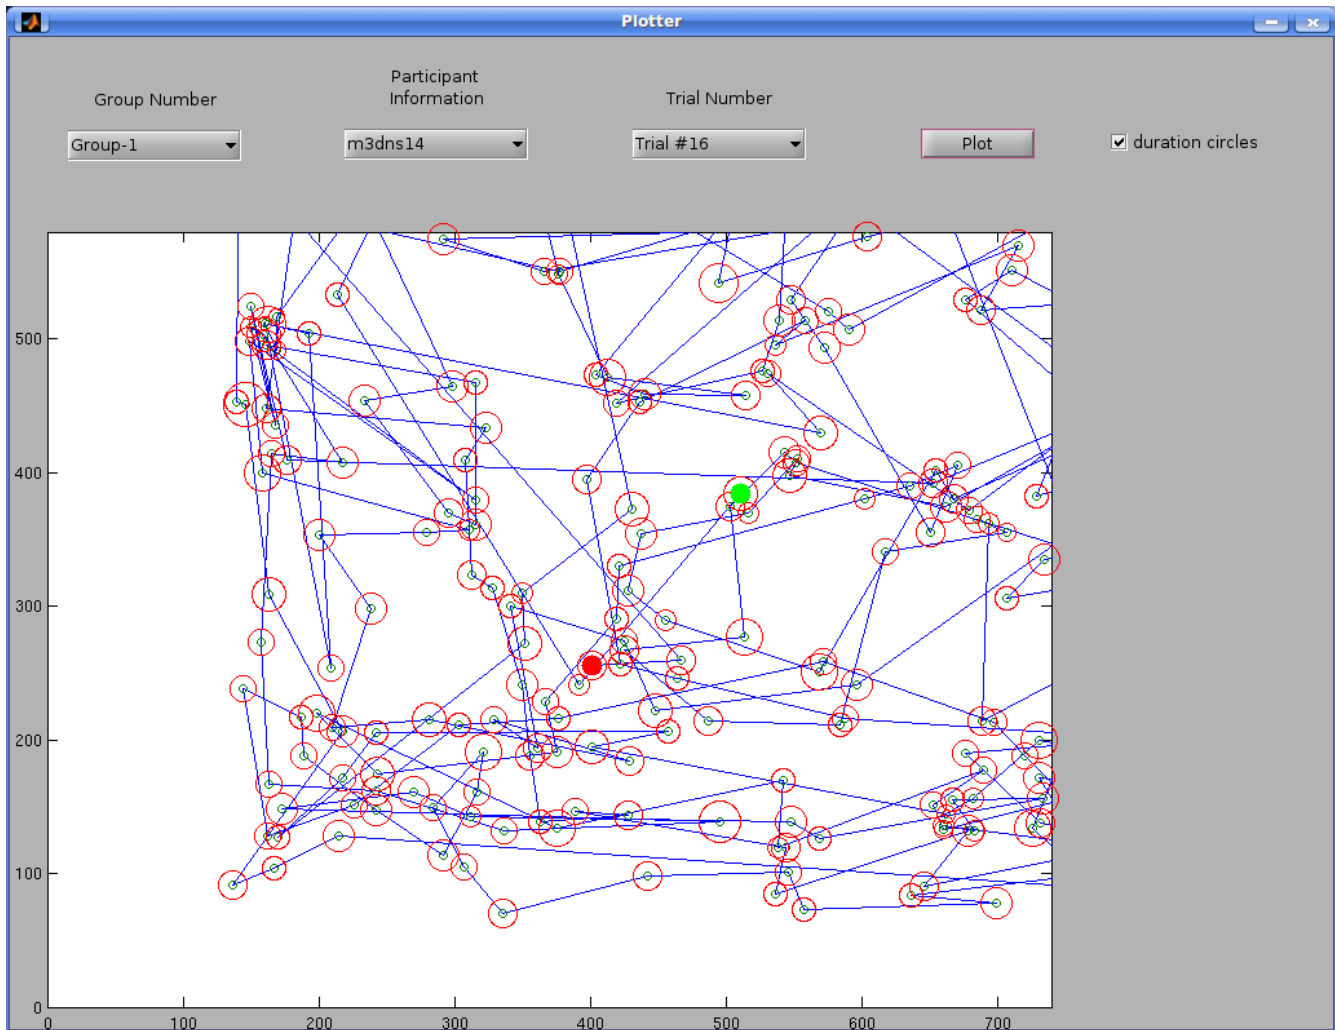 Plotter
Participant
Group Number Information Trial Number
Group-1 m3dns14 Trial #16 Plot duration circles
500
400
300
200
100
0
0 100 200 300 400 500 600 700